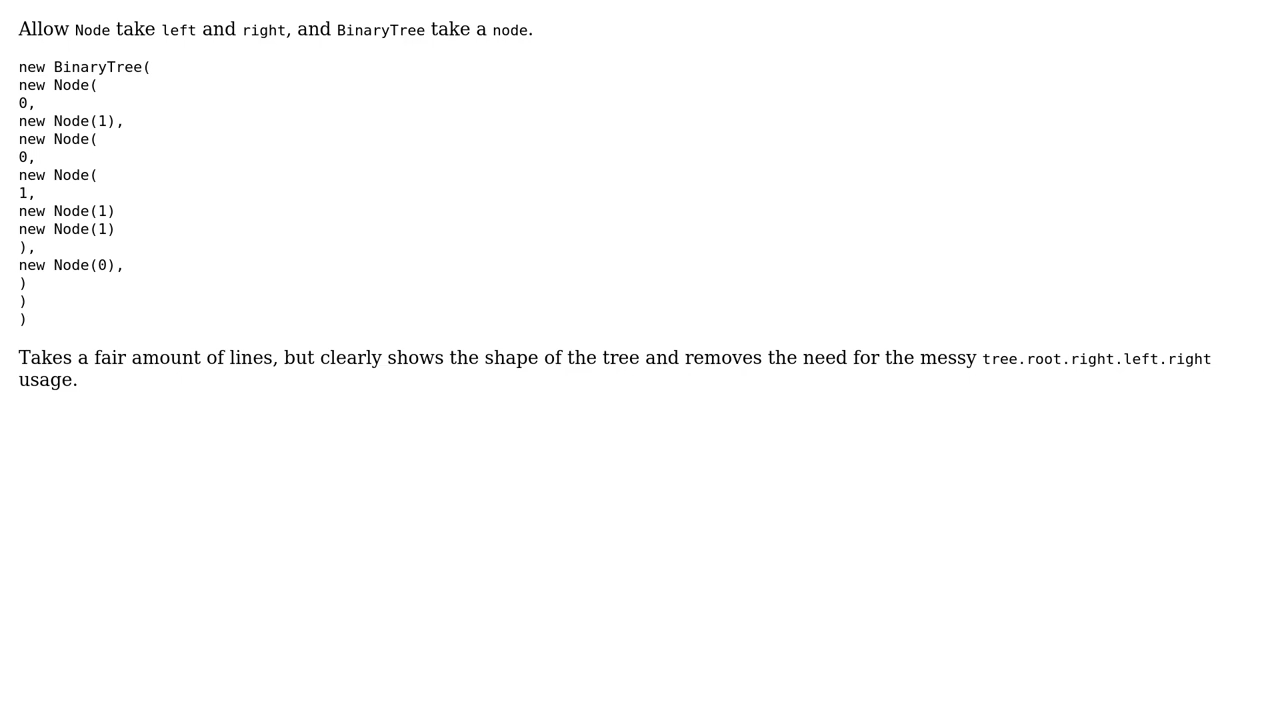 Allow Node take left and right, and BinaryTree take a node.
new BinaryTree(
new Node(
0,
new Node(1),
new Node(
0,
new Node(
1,
new Node(1)
new Node(1)
),
new Node(0),
)
)
)
Takes a fair amount of lines, but clearly shows the shape of the tree and removes the need for the messy tree.root.right.left.right
usage.